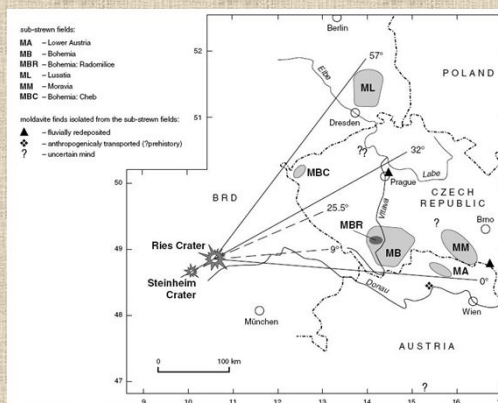 sub-strewn fields:
MA – Lower Austria
MB – Bohemia
MBR – Bohemia: Radomilice
ML – Lusatia
MM – Moravia
MBC – Bohemia: Cheb
moldavite finds isolated from the sub-strewn fields:
– fluvially redeposited
– anthropogenically transported (?prehistory)
? – uncertain mind
Berlin
52
57°
Elbe
ML
POLAND
51
Dresden
??
32°
MBC
Labe
50
Prague
BRD
CZECH
REPUBLIC
25.5°
Vltava
?
Brno
MBR
Ries Crater
MB
MM
49
9°
MA
Steinheim
Crater
0°
Donau
Wien
48
München
AUSTRIA
0 100 km
47
?
9 10 11 12 13 14 15 16